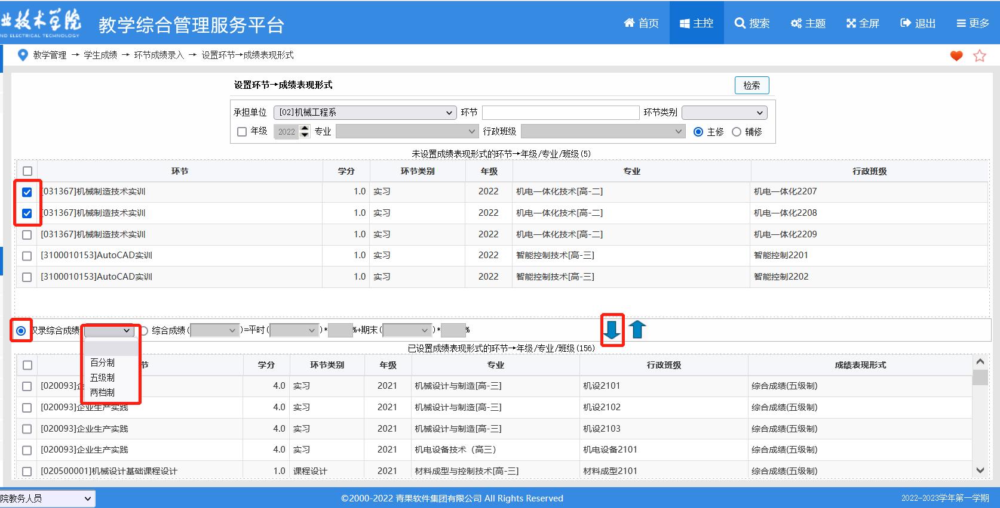 业技术学院
ND ELECTRICAL TECHNOLOGY
教学综合管理服务平台
首页
主控
搜索
主题
全屏
退出
更多
教学管理 → 学生成绩 → 环节成绩录入 → 设置环节→成绩表现形式
设置环节→成绩表现形式
检索
承担单位 [02]机械工程系 环节 环节类别
年级 2022 专业 行政班级 主修 辅修
未设置成绩表现形式的环节→年级/专业/班级(5)
环节 学分 环节类别 年级 专业 行政班级
[031367]机械制造技术实训 1.0 实习 2022 机电一体化技术[高-二] 机电一体化2207
[031367]机械制造技术实训 1.0 实习 2022 机电一体化技术[高-二] 机电一体化2208
[031367]机械制造技术实训 1.0 实习 2022 机电一体化技术[高-二] 机电一体化2209
[3100010153]AutoCAD实训 1.0 实习 2022 智能控制技术[高-三] 智能控制2201
[3100010153]AutoCAD实训 1.0 实习 2022 智能控制技术[高-三] 智能控制2202
仅录综合成绩 综合成绩( )=平时( )* %+期末( )* %
百分制
五级制
两档制
已设置成绩表现形式的环节→年级/专业/班级(156)
节 学分 环节类别 年级 专业 行政班级 成绩表现形式
[020093]企 4.0 实习 2021 机械设计与制造[高-三] 机设2101 综合成绩(五级制)
[020093]企业生产实践 4.0 实习 2021 机械设计与制造[高-三] 机设2102 综合成绩(五级制)
[020093]企业生产实践 4.0 实习 2021 机械设计与制造[高-三] 机设2103 综合成绩(五级制)
[020093]企业生产实践 4.0 实习 2021 机电设备技术（高三） 机电设备2101 综合成绩(五级制)
[020500001]机械设计基础课程设计 1.0 课程设计 2021 材料成型与控制技术[高-三] 材料成型2101 综合成绩(五级制)
院教务人员
©2000-2022 青果软件集团有限公司 All Rights Reserved
2022-2023学年第一学期